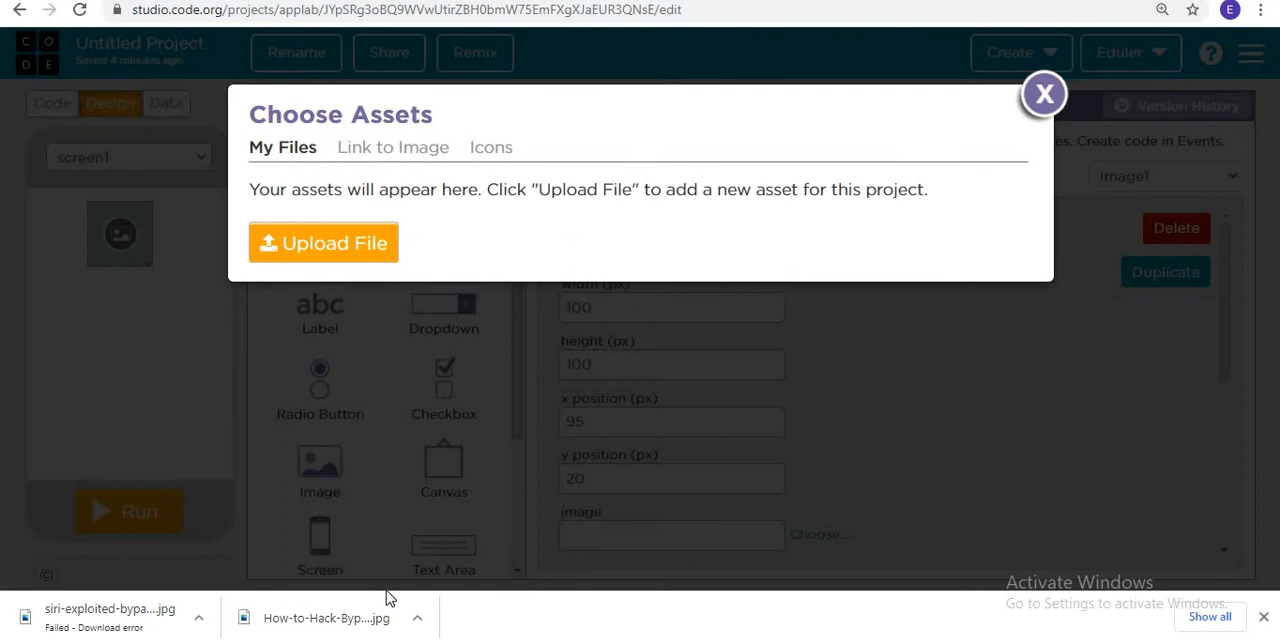 studio.code.org/projects/applab/JYpSRg3oBQ9WVwUtirZBH0bmW75EmFXgXJaEUR3QNsE/edit
E
C O
D E
Untitled Project
Saved 4 minutes ago
Rename
Share
Remix
Create
Eduler
?
Code
Design
Data
Version History
Choose Assets
X
My Files
Link to Image
Icons
es. Create code in Events.
screen1
image1
Your assets will appear here. Click "Upload File" to add a new asset for this project.
Upload File
Delete
Duplicate
width (px)
100
Label
abc
Dropdown
height (px)
100
Radio Button
Checkbox
x position (px)
95
y position (px)
20
Image
Canvas
image
Choose...
Run
Screen
Text Area
Activate Windows
Go to Settings to activate Windows.
siri-exploited-bypa....jpg
Failed - Download error
How-to-Hack-Byp....jpg
Show all